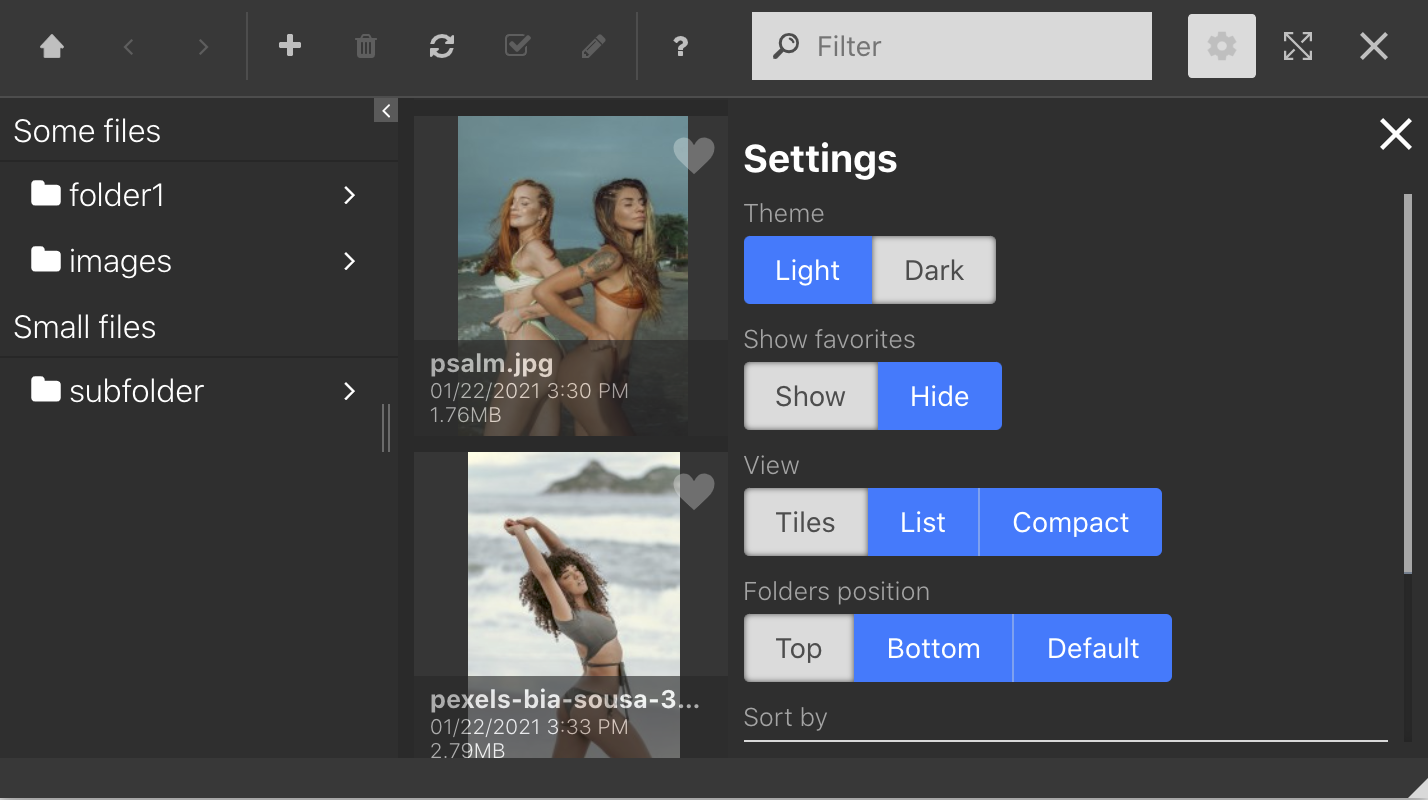 ?
Filter
Some files
folder1
images
Small files
subfolder
psalm.jpg
01/22/2021 3:30 PM
1.76MB
pexels-bia-sousa-3...
01/22/2021 3:33 PM
2.79MB
Settings
Theme
Light Dark
Show favorites
Show Hide
View
Tiles List Compact
Folders position
Top Bottom Default
Sort by